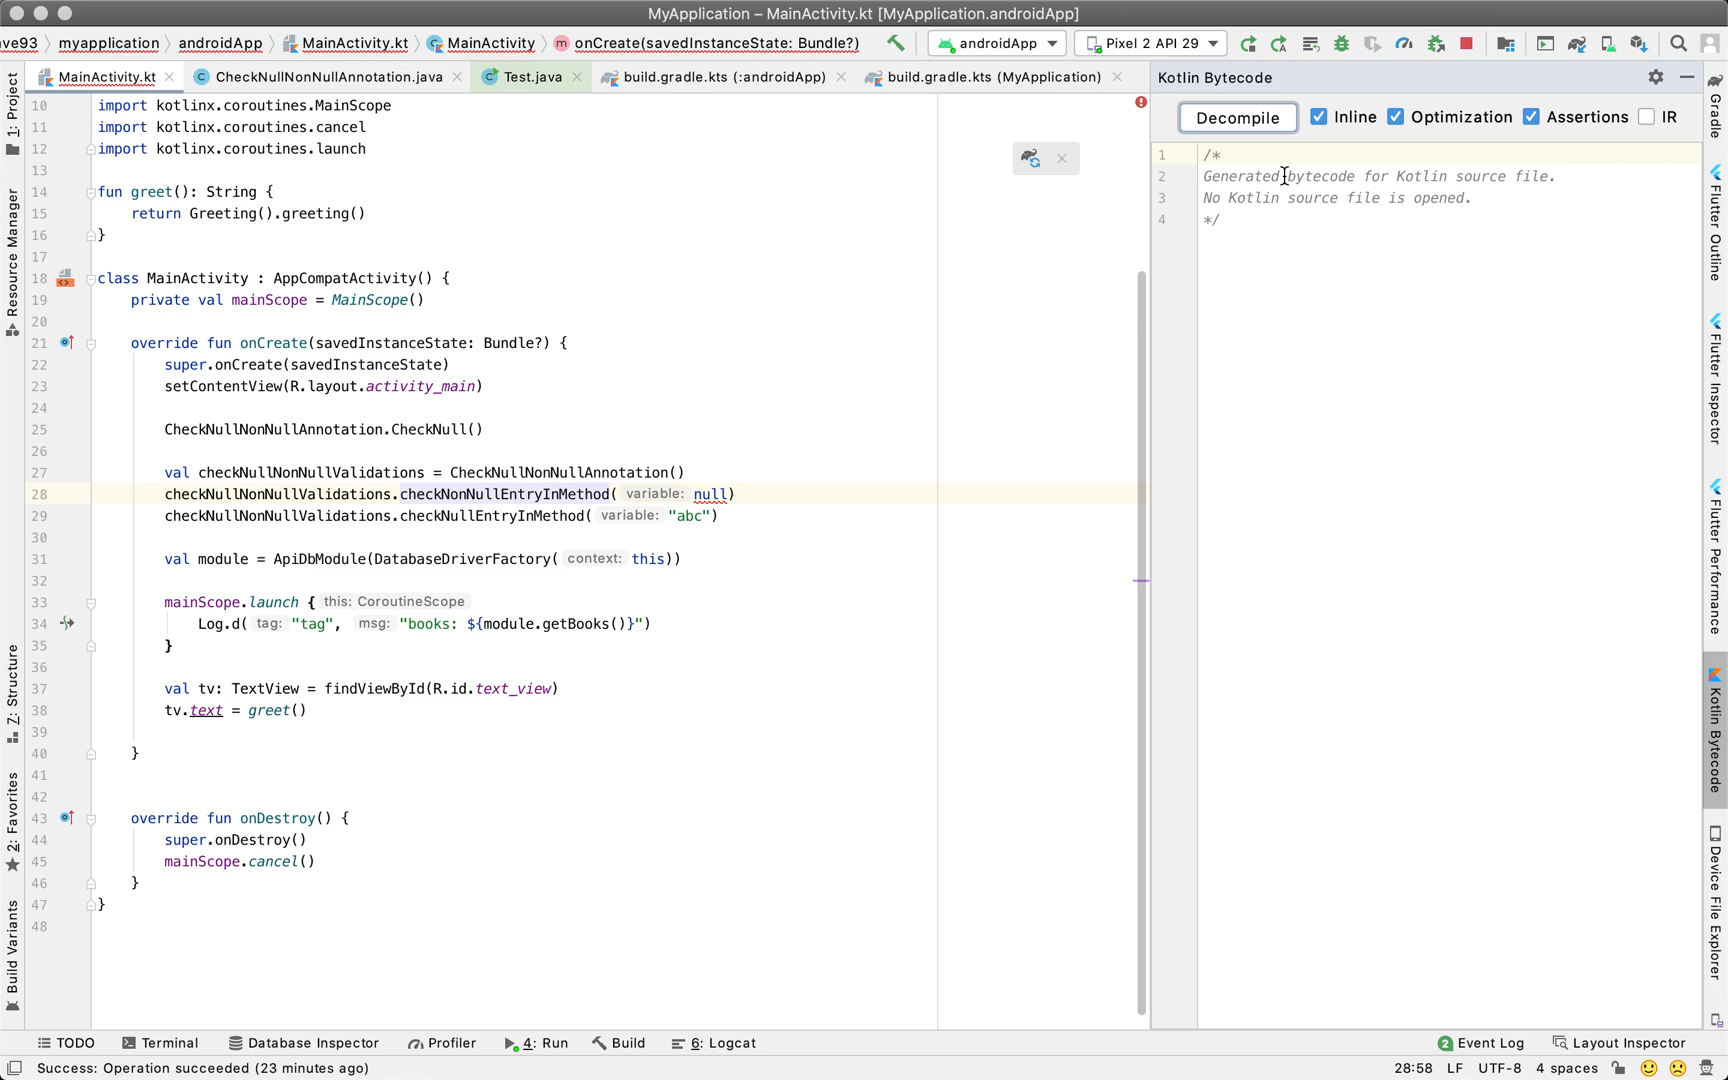 MyApplication – MainActivity.kt [MyApplication.androidApp]
ave93 myapplication androidApp MainActivity.kt MainActivity onCreate(savedInstanceState: Bundle?) androidApp Pixel 2 API 29
MainActivity.kt CheckNullNonNullAnnotation.java Test.java build.gradle.kts (:androidApp) build.gradle.kts (MyApplication) Kotlin Bytecode
Decompile Inline Optimization Assertions IR
1: Project
Resource Manager
7: Structure
2: Favorites
Build Variants
10 import kotlinx.coroutines.MainScope
11 import kotlinx.coroutines.cancel
12 import kotlinx.coroutines.launch
13
14 fun greet(): String {
15 return Greeting().greeting()
16 }
17
18 class MainActivity : AppCompatActivity() {
19 private val mainScope = MainScope()
20
21 override fun onCreate(savedInstanceState: Bundle?) {
22 super.onCreate(savedInstanceState)
23 setContentView(R.layout.activity_main)
24
25 CheckNullNonNullAnnotation.CheckNull()
26
27 val checkNullNonNullValidations = CheckNullNonNullAnnotation()
28 checkNullNonNullValidations.checkNonNullEntryInMethod( variable: null)
29 checkNullNonNullValidations.checkNullEntryInMethod( variable: "abc")
30
31 val module = ApiDbModule(DatabaseDriverFactory( context: this))
32
33 mainScope.launch { this: CoroutineScope
34 Log.d( tag: "tag", msg: "books: ${module.getBooks()}")
35 }
36
37 val tv: TextView = findViewById(R.id.text_view)
38 tv.text = greet()
39
40 }
41
42
43 override fun onDestroy() {
44 super.onDestroy()
45 mainScope.cancel()
46 }
47 }
48
1 /*
2 Generated bytecode for Kotlin source file.
3 No Kotlin source file is opened.
4 */
Gradle
Flutter Outline
Flutter Inspector
Flutter Performance
Kotlin Bytecode
Device File Explorer
TODO Terminal Database Inspector Profiler 4: Run Build 6: Logcat 2 Event Log Layout Inspector
Success: Operation succeeded (23 minutes ago) 28:58 LF UTF-8 4 spaces